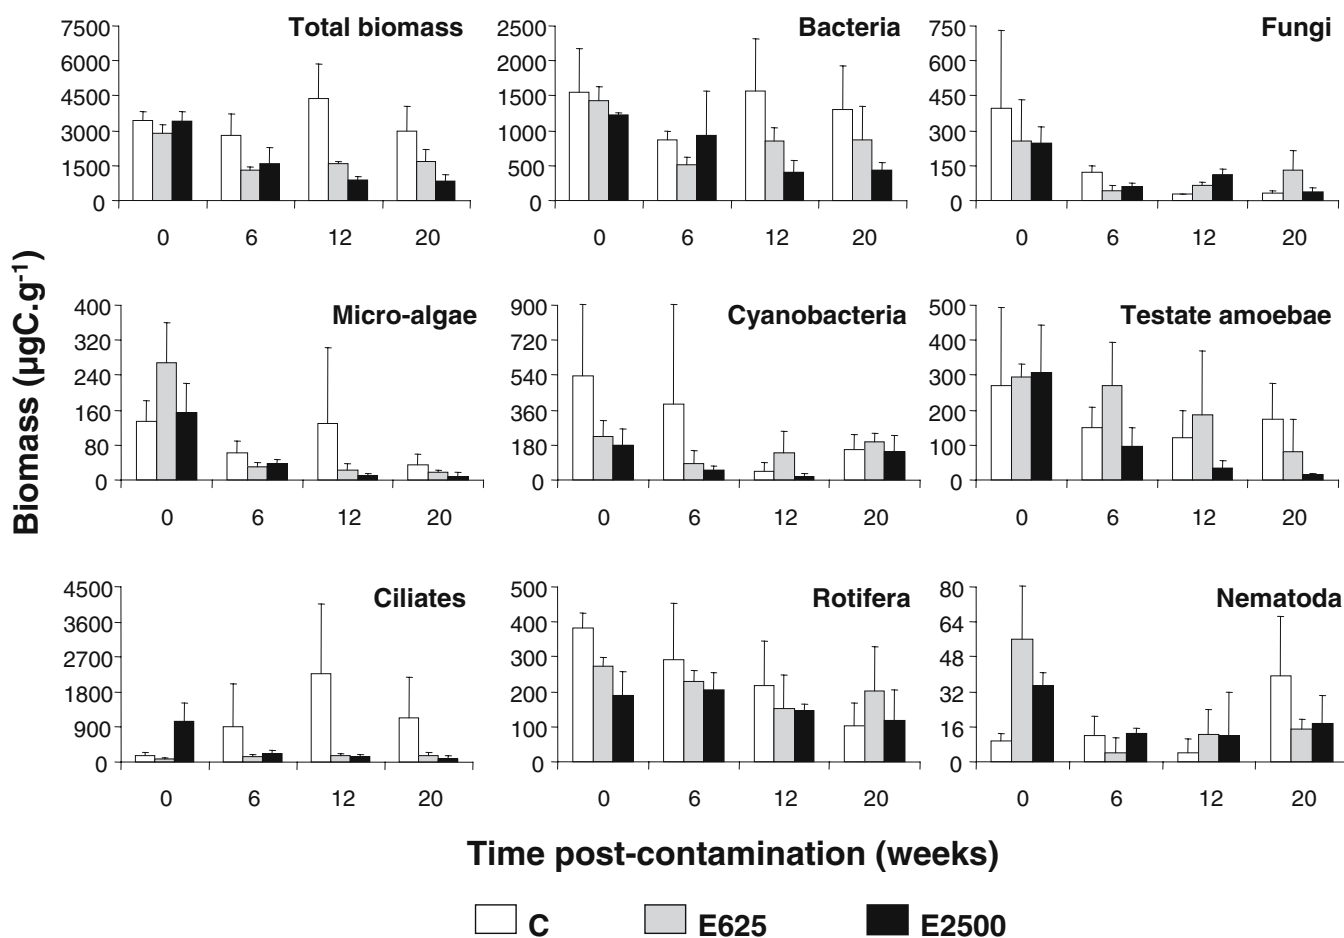 Total biomass
7500
6000
4500
3000
1500
0
0 6 12 20
Bacteria
2500
2000
1500
1000
500
0
0 6 12 20
Fungi
750
600
450
300
150
0
0 6 12 20
Biomass (µgC.g-1)
Micro-algae
400
320
240
160
80
0
0 6 12 20
Cyanobacteria
900
720
540
360
180
0
0 6 12 20
Testate amoebae
500
400
300
200
100
0
0 6 12 20
Ciliates
4500
3600
2700
1800
900
0
0 6 12 20
Rotifera
500
400
300
200
100
0
0 6 12 20
Nematoda
80
64
48
32
16
0
0 6 12 20
Time post-contamination (weeks)
C E625 E2500